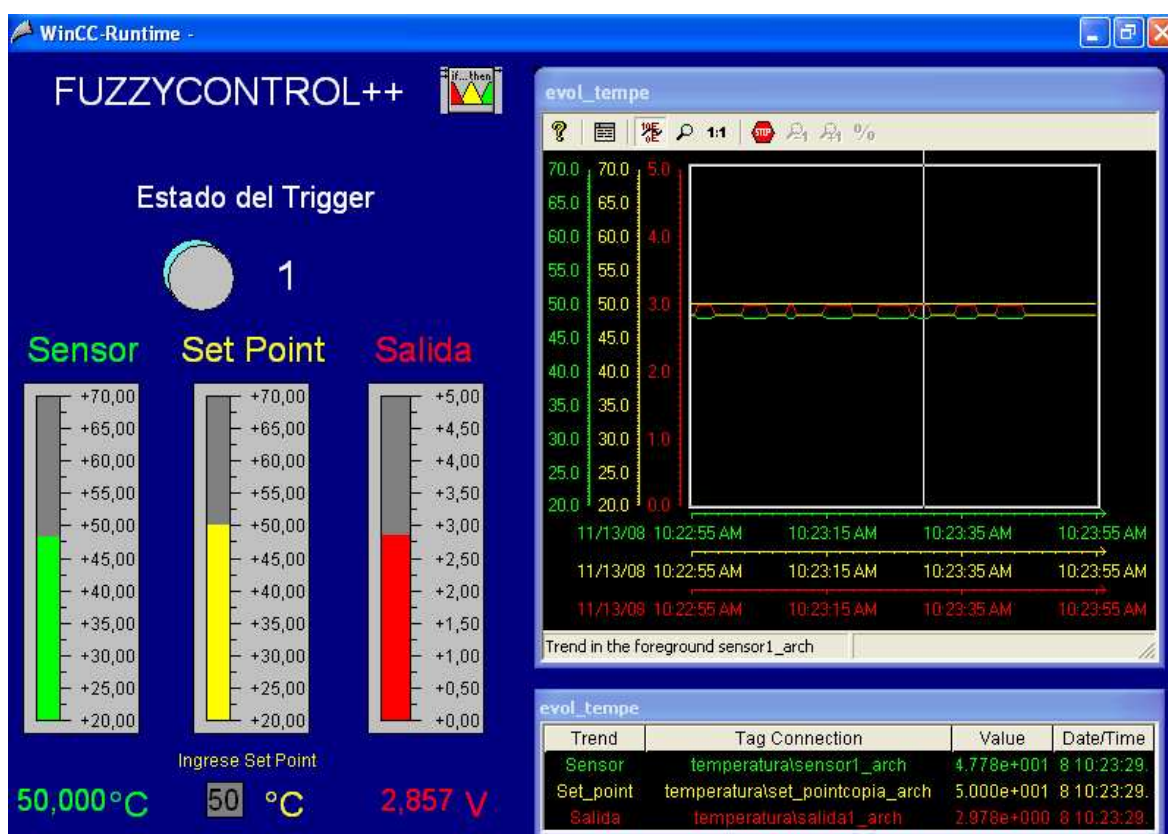 WinCC-Runtime -
FUZZYCONTROL++
if...then
Estado del Trigger
1
Sensor Set Point Salida
+70,00 +70,00 +5,00
+65,00 +65,00 +4,50
+60,00 +60,00 +4,00
+55,00 +55,00 +3,50
+50,00 +50,00 +3,00
+45,00 +45,00 +2,50
+40,00 +40,00 +2,00
+35,00 +35,00 +1,50
+30,00 +30,00 +1,00
+25,00 +25,00 +0,50
+20,00 +20,00 +0,00
Ingrese Set Point
50,000°C 50 °C 2,857 V
evol_tempe
1:1 STOP
70.0 70.0 5.0
65.0 65.0
60.0 60.0 4.0
55.0 55.0
50.0 50.0 3.0
45.0 45.0
40.0 40.0 2.0
35.0 35.0
30.0 30.0 1.0
25.0 25.0
20.0 20.0 0.0
11/13/08 10:22:55 AM 10:23:15 AM 10:23:35 AM 10:23:55 AM
11/13/08 10:22:55 AM 10:23:15 AM 10:23:35 AM 10:23:55 AM
11/13/08 10:22:55 AM 10:23:15 AM 10:23:35 AM 10:23:55 AM
Trend in the foreground sensor1_arch
evol_tempe
Trend Tag Connection Value Date/Time
Sensor temperatura\sensor1_arch 4.778e+001 8 10:23:29.
Set_point temperatura\set_pointcopia_arch 5.000e+001 8 10:23:29.
Salida temperatura\salida1_arch 2.978e+000 8 10:23:29.